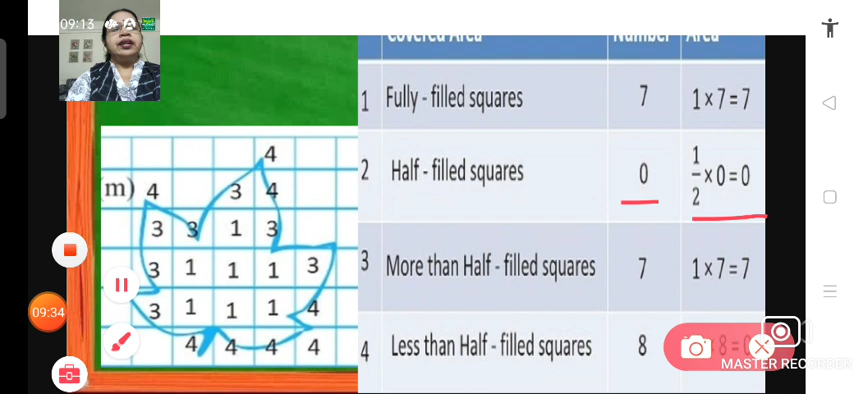 09:13
Covered Area Number Area
1 Fully - filled squares 7 1×7=7
2 Half - filled squares 0 1/2 ×0=0
3 More than Half - filled squares 7 1×7=7
4 Less than Half - filled squares 8 ×8=0
4
(m) 4 3 4
3 3 1 3
3 1 1 1 3
3 1 1 1 4
4 4 4 4
09:34
MASTER RECORDER